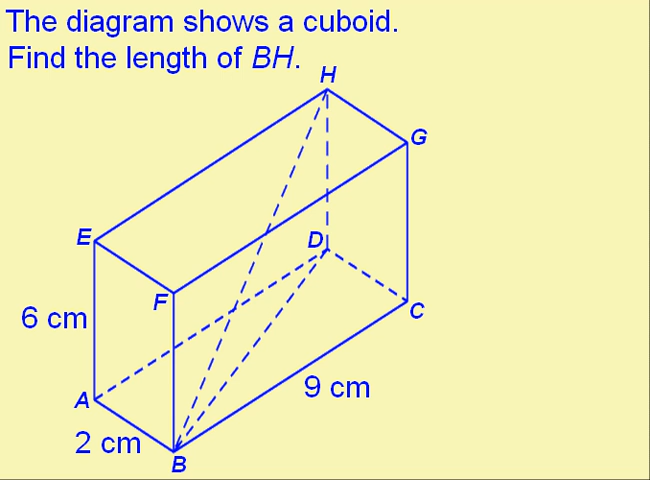 The diagram shows a cuboid.
Find the length of BH.
H
G
E
D
F
6 cm
C
9 cm
A
2 cm
B